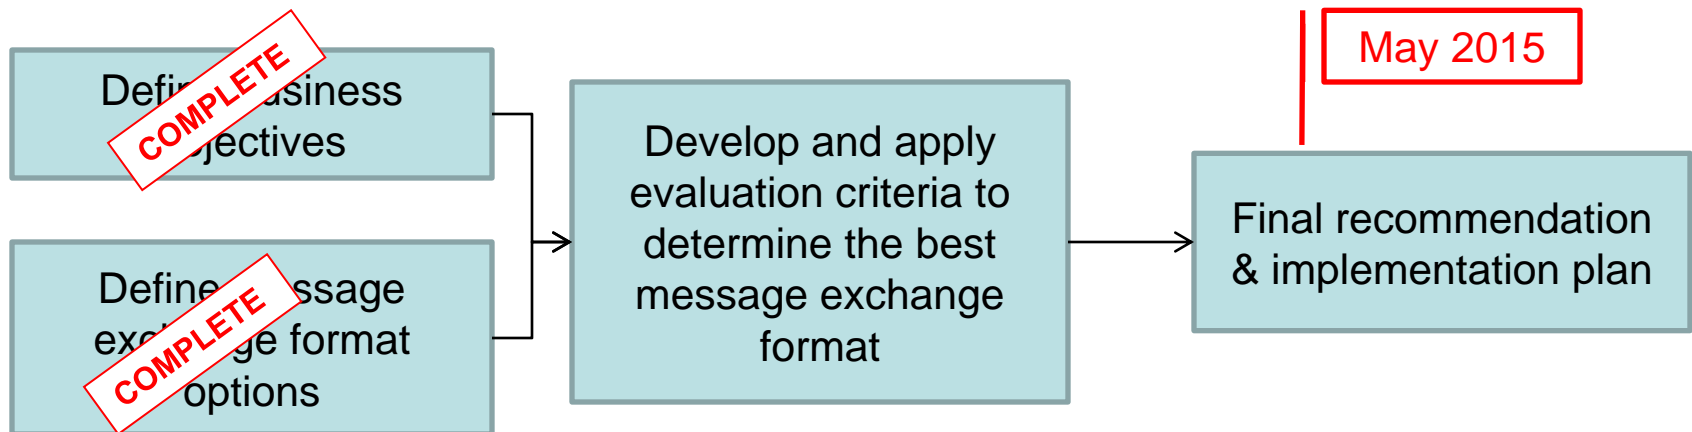 Define business
objectives
COMPLETE
Define message
exchange format
options
COMPLETE
Develop and apply
evaluation criteria to
determine the best
message exchange
format
May 2015
Final recommendation
& implementation plan